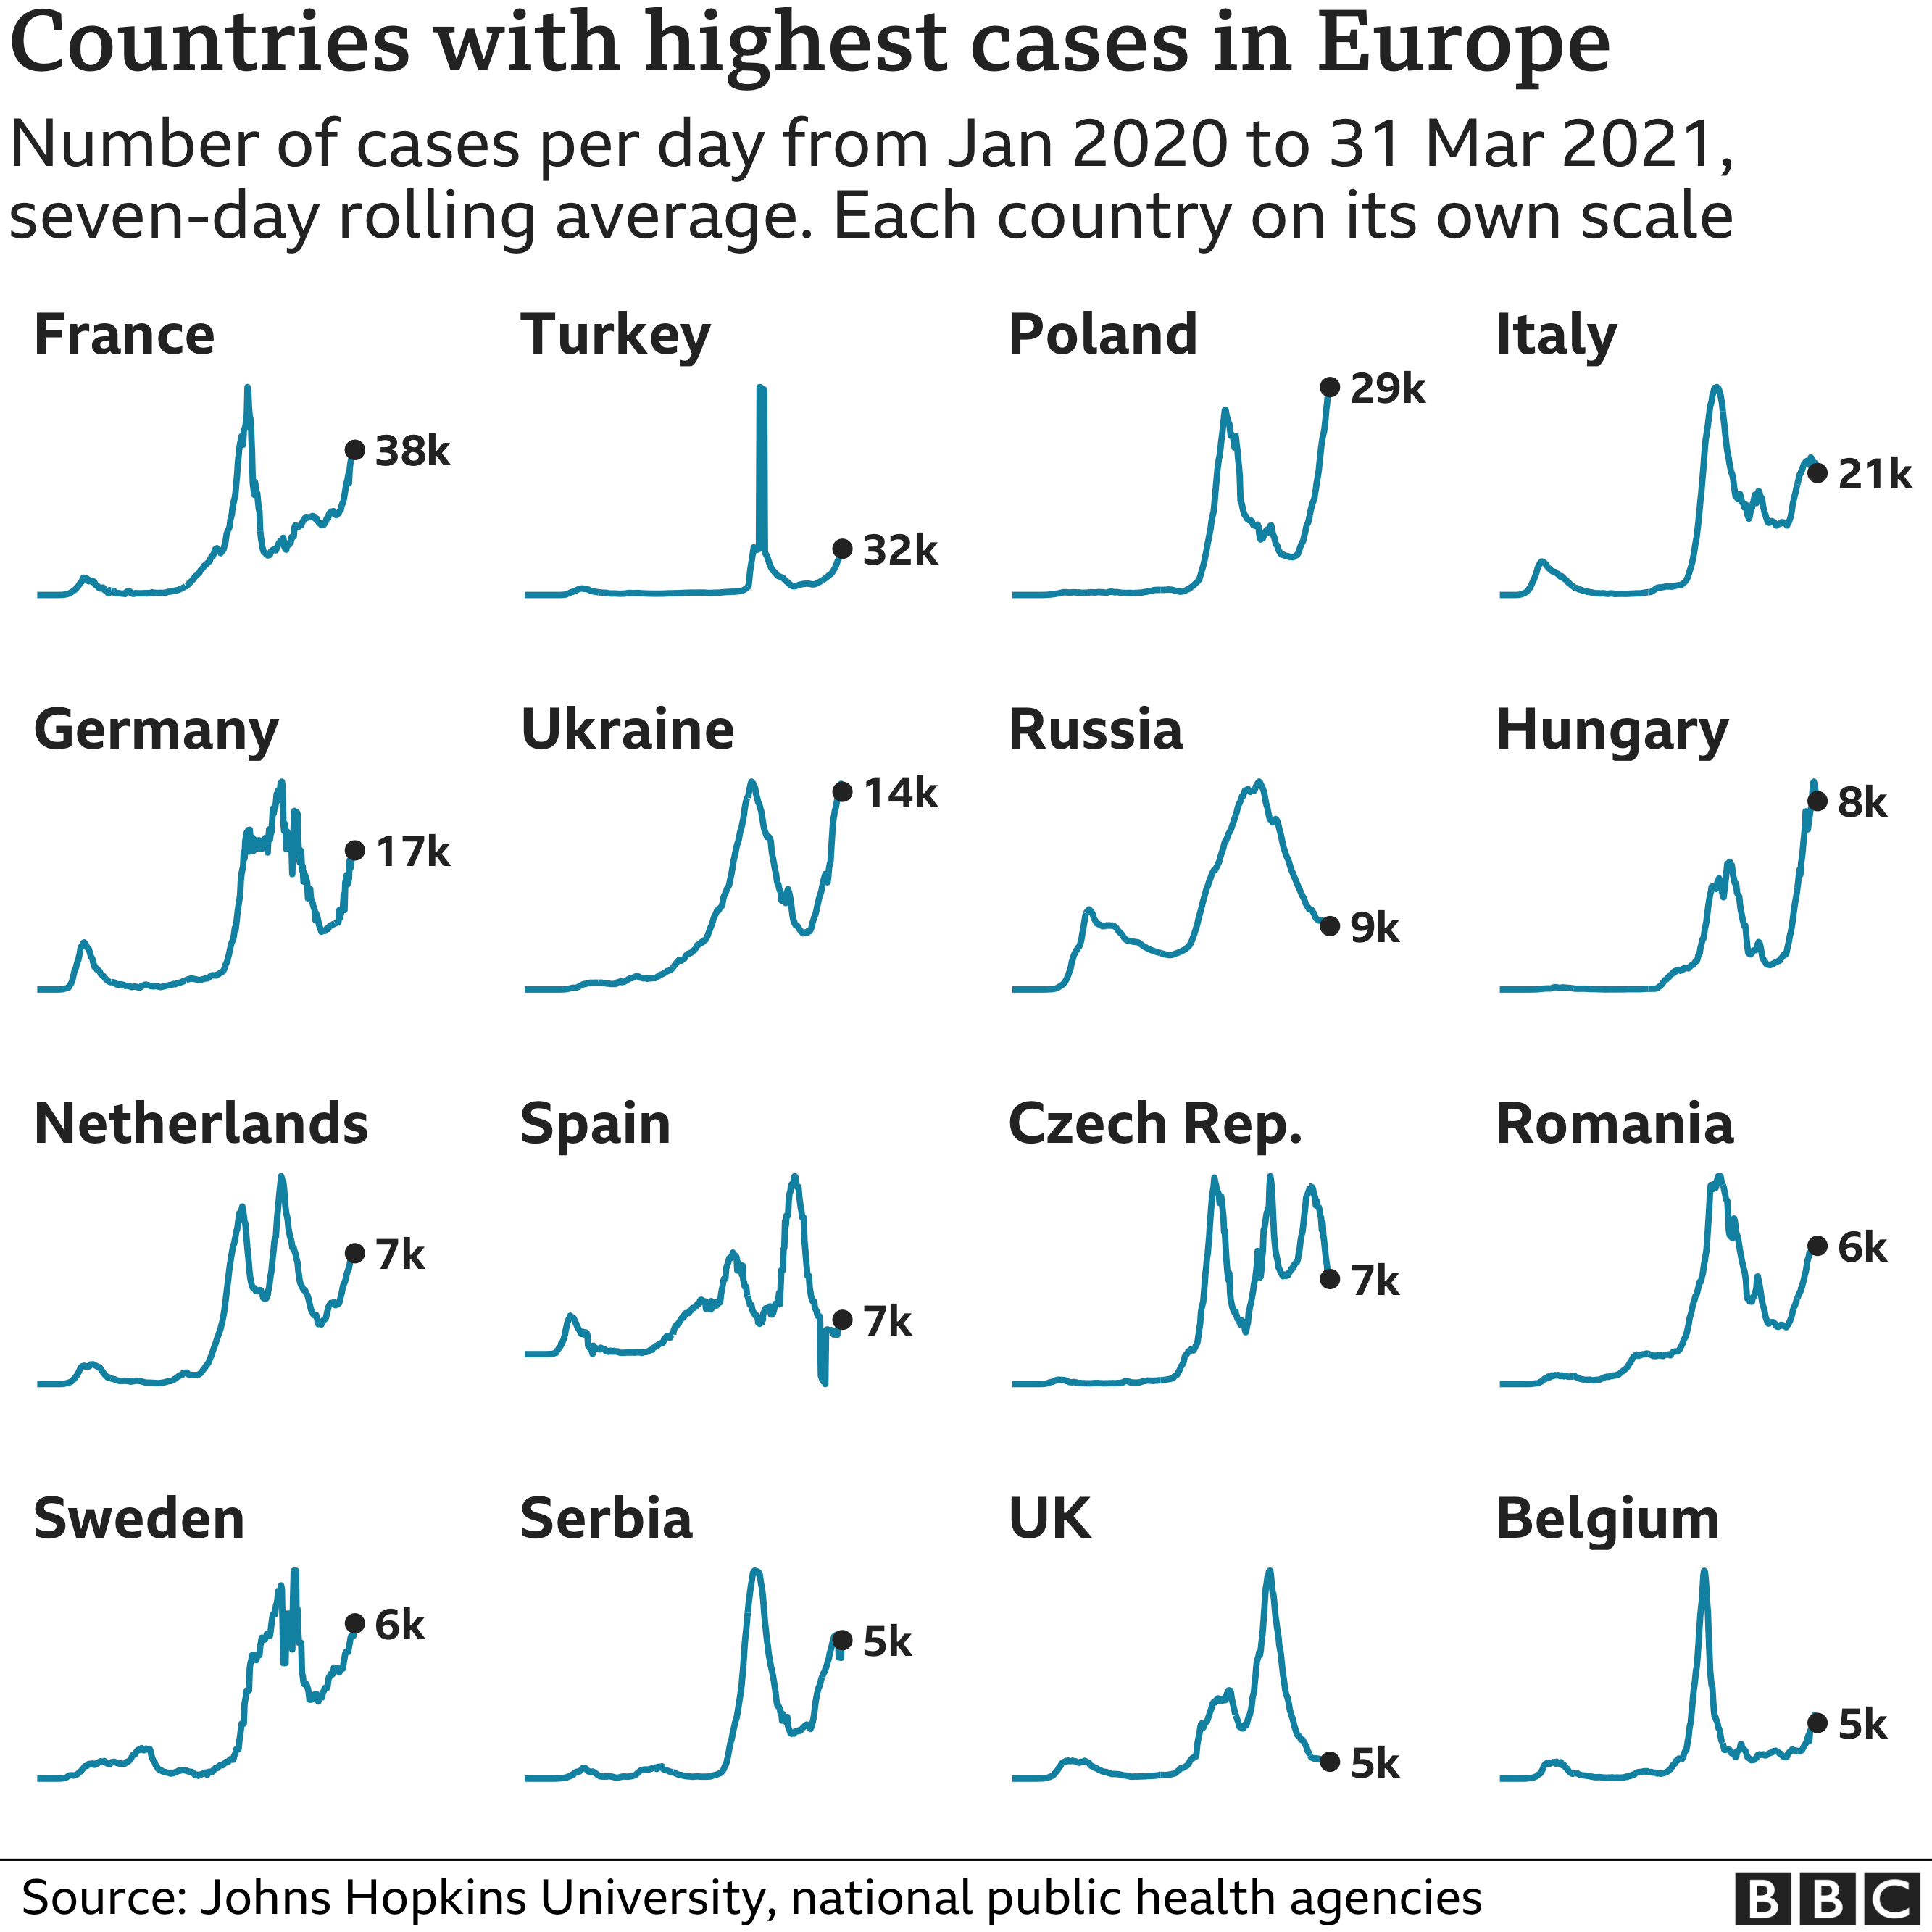 Countries with highest cases in Europe
Number of cases per day from Jan 2020 to 31 Mar 2021,
seven-day rolling average. Each country on its own scale
France
38k
Turkey
32k
Poland
29k
Italy
21k
Germany
17k
Ukraine
14k
Russia
9k
Hungary
8k
Netherlands
7k
Spain
7k
Czech Rep.
7k
Romania
6k
Sweden
6k
Serbia
5k
UK
5k
Belgium
5k
Source: Johns Hopkins University, national public health agencies
BBC